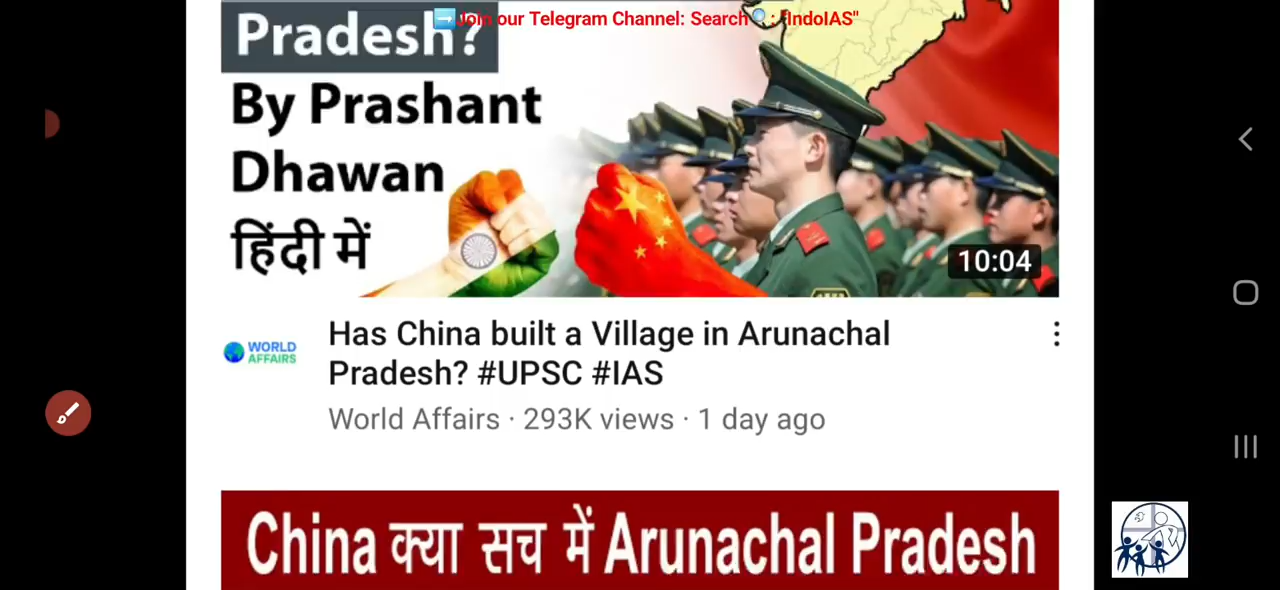 ➡️Join our Telegram Channel: Search🔍: "IndoIAS"
Pradesh?
By Prashant
Dhawan
हिंदी में
10:04
WORLD
AFFAIRS
Has China built a Village in Arunachal
Pradesh? #UPSC #IAS
World Affairs · 293K views · 1 day ago
China क्या सच में Arunachal Pradesh